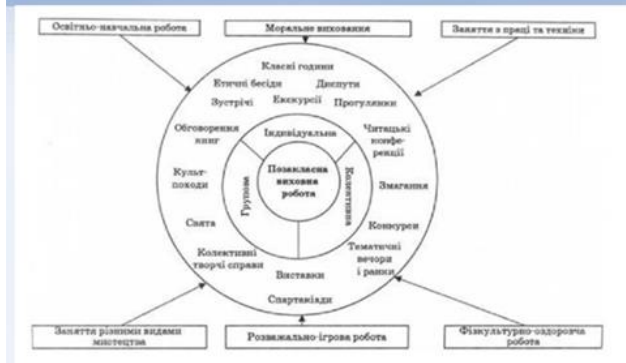 Освітньо-навчальна робота
Моральне виховання
Заняття з праці та техніки
Класні години
Етичні бесіди
Диспути
Зустрічі
Екскурсії
Прогулянки
Обговорення
книг
Індивідуальна
Читацькі
конфе-
ренції
Культ-
походи
Групова
Позакласна
виховна
робота
Колективна
Змагання
Свята
Конкурси
Колективні
творчі справи
Тематичні
вечори
і ранки
Виставки
Спартакіади
Заняття різними видами
мистецтва
Розважально-ігрова робота
Фізкультурно-оздоровча
робота